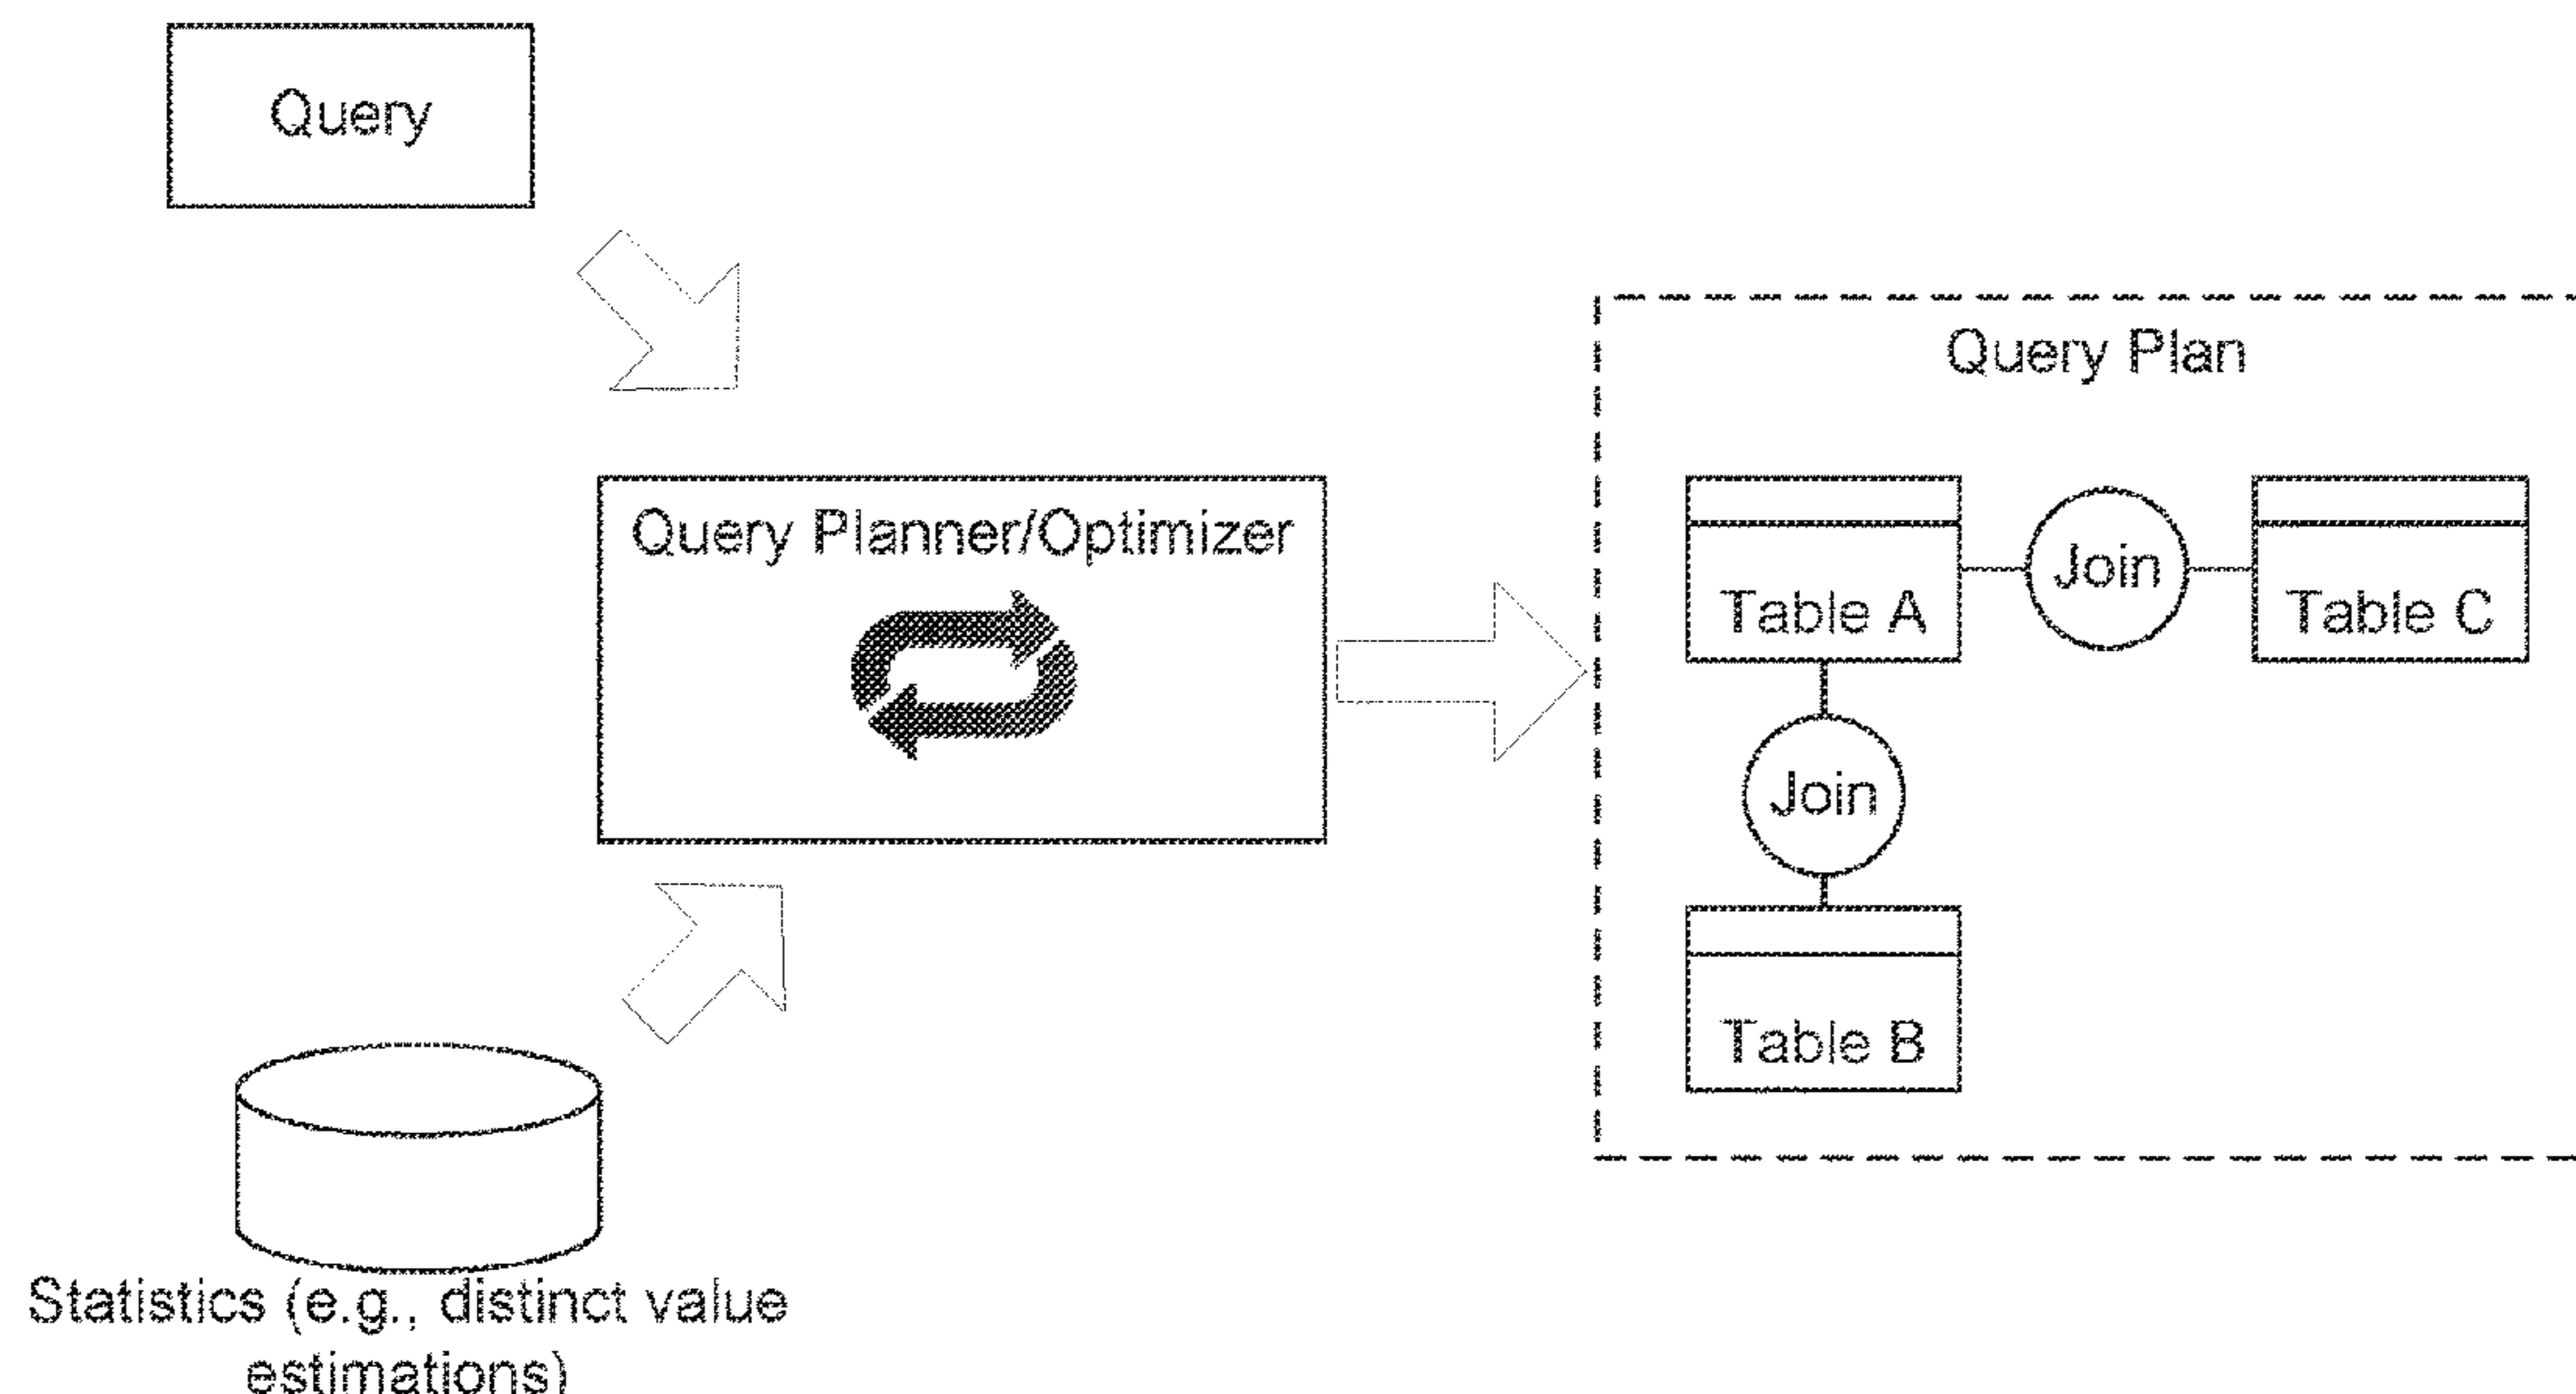 Query
Query Plan
Query Planner/Optimizer
Table A
Join
Table C
Join
Table B
Statistics (e.g., distinct value
estimations)